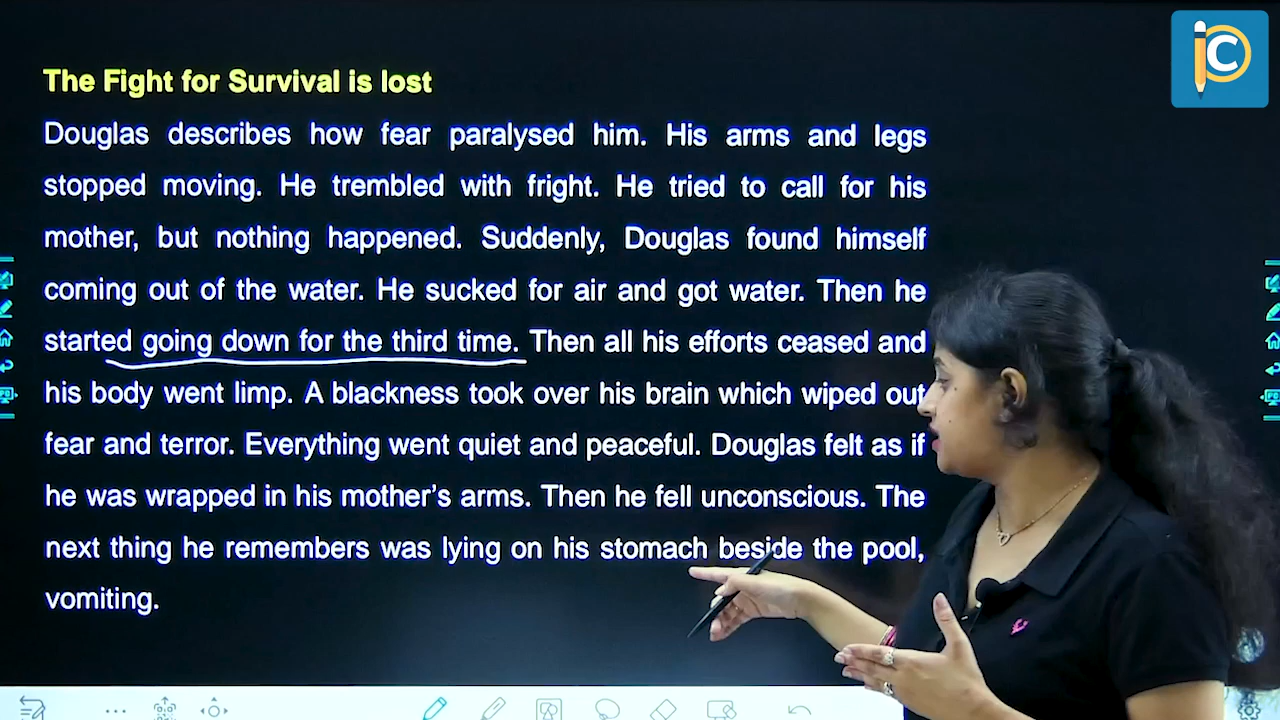 The Fight for Survival is lost
Douglas describes how fear paralysed him. His arms and legs
stopped moving. He trembled with fright. He tried to call for his
mother, but nothing happened. Suddenly, Douglas found himself
coming out of the water. He sucked for air and got water. Then he
started going down for the third time. Then all his efforts ceased and
his body went limp. A blackness took over his brain which wiped out
fear and terror. Everything went quiet and peaceful. Douglas felt as if
he was wrapped in his mother's arms. Then he fell unconscious. The
next thing he remembers was lying on his stomach beside the pool,
vomiting.